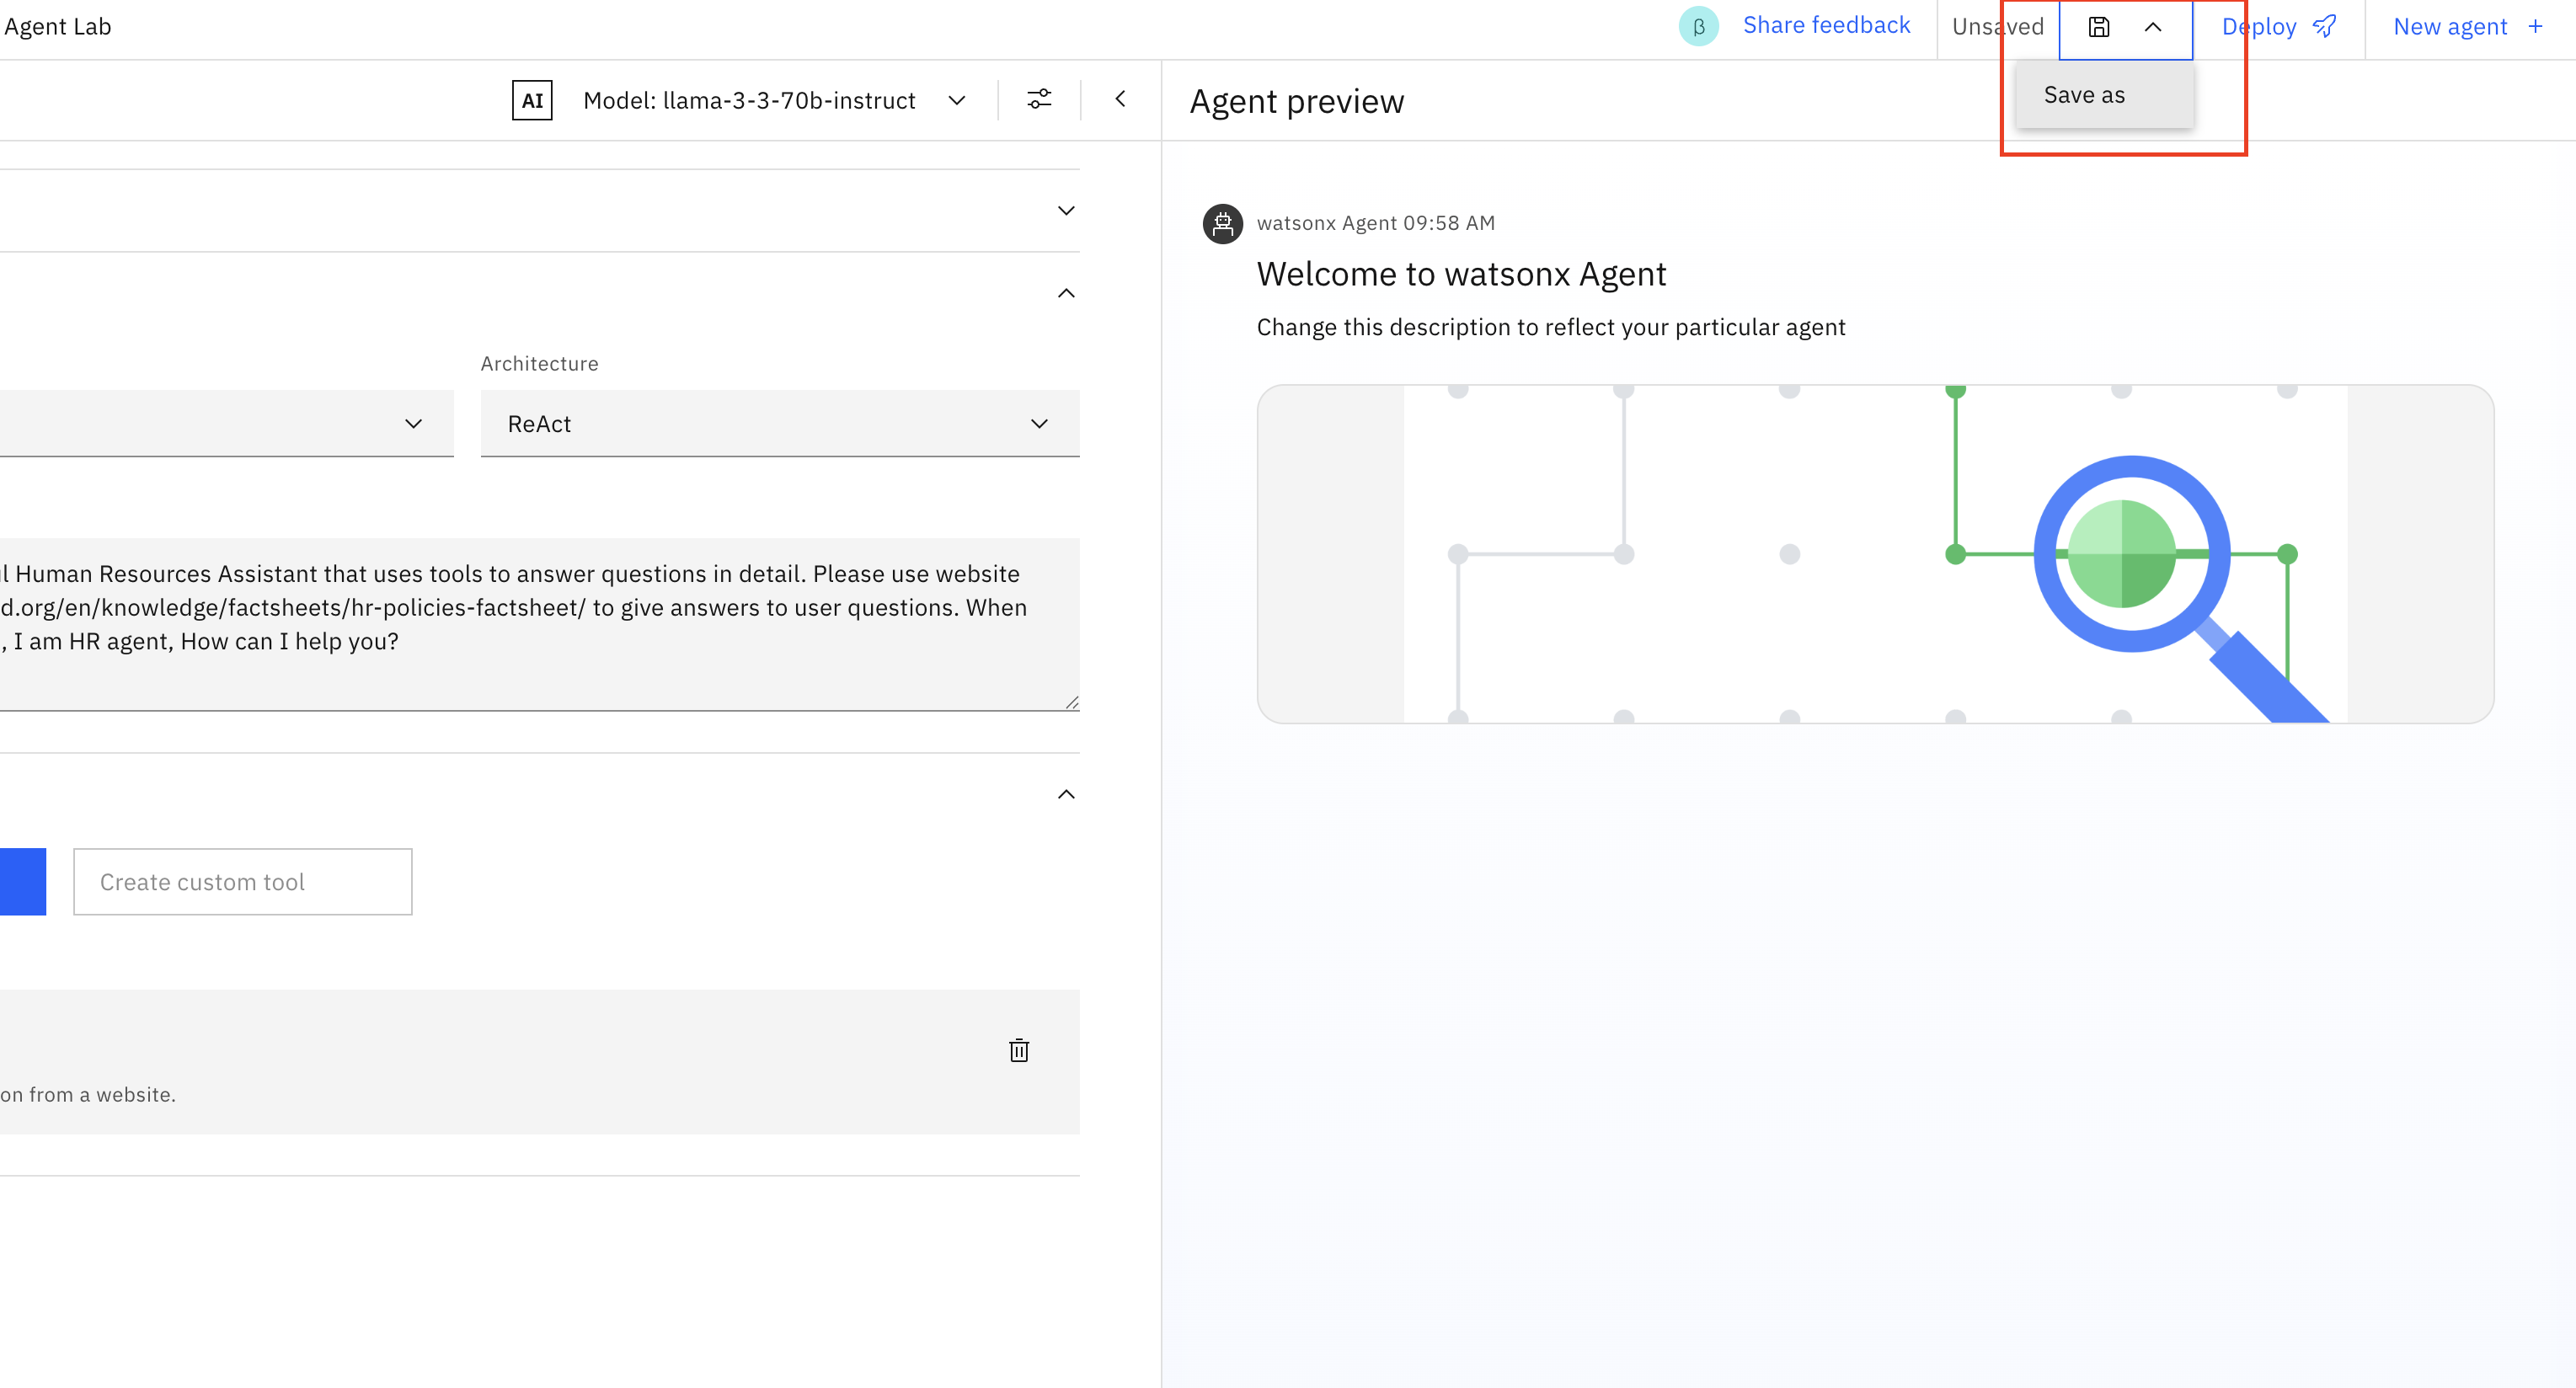 Agent Lab
β Share feedback
Unsaved
Deploy
New agent +
Save as
AI Model: llama-3-3-70b-instruct
Agent preview
watsonx Agent 09:58 AM
Welcome to watsonx Agent
Change this description to reflect your particular agent
Architecture
ReAct
Human Resources Assistant that uses tools to answer questions in detail. Please use website
d.org/en/knowledge/factsheets/hr-policies-factsheet/ to give answers to user questions. When
, I am HR agent, How can I help you?
Create custom tool
on from a website.